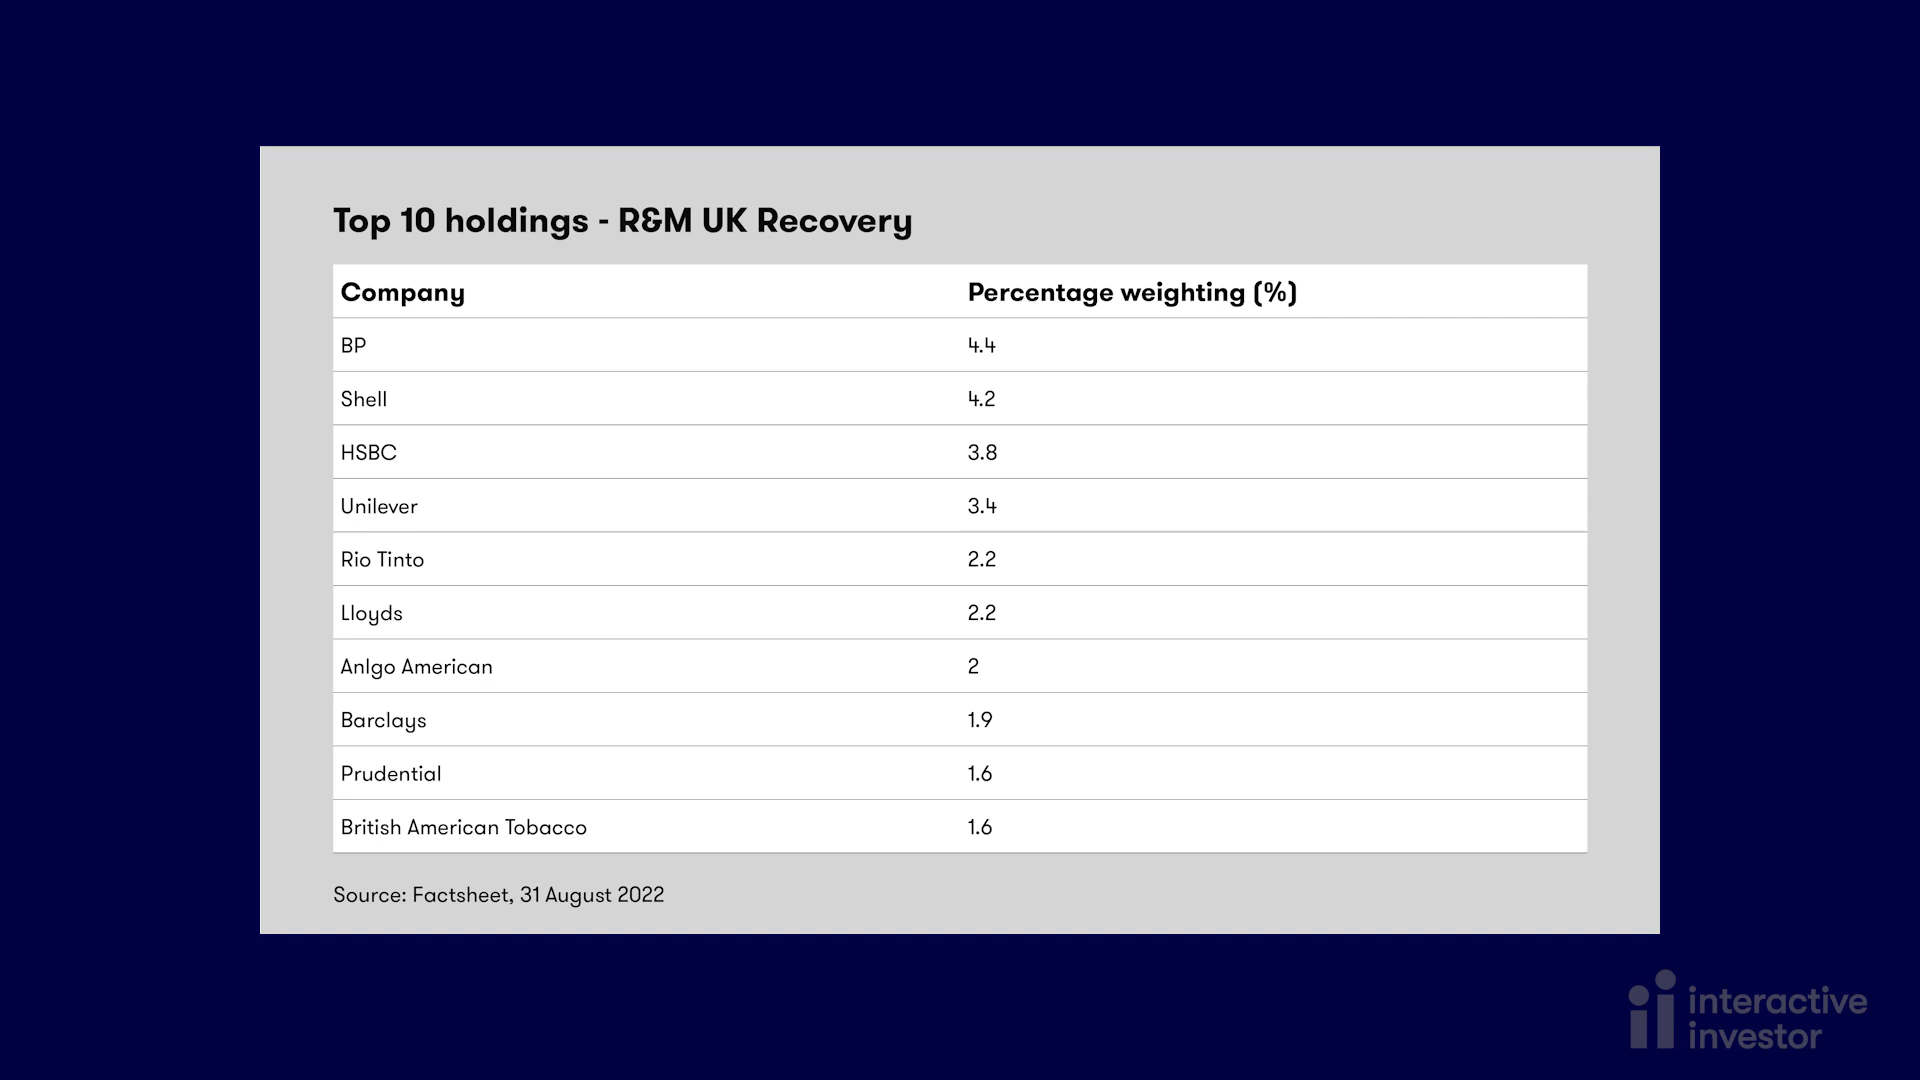 Top 10 holdings - R&M UK Recovery
Company Percentage weighting (%)
BP 4.4
Shell 4.2
HSBC 3.8
Unilever 3.4
Rio Tinto 2.2
Lloyds 2.2
Anlgo American 2
Barclays 1.9
Prudential 1.6
British American Tobacco 1.6
Source: Factsheet, 31 August 2022
ii interactive
investor